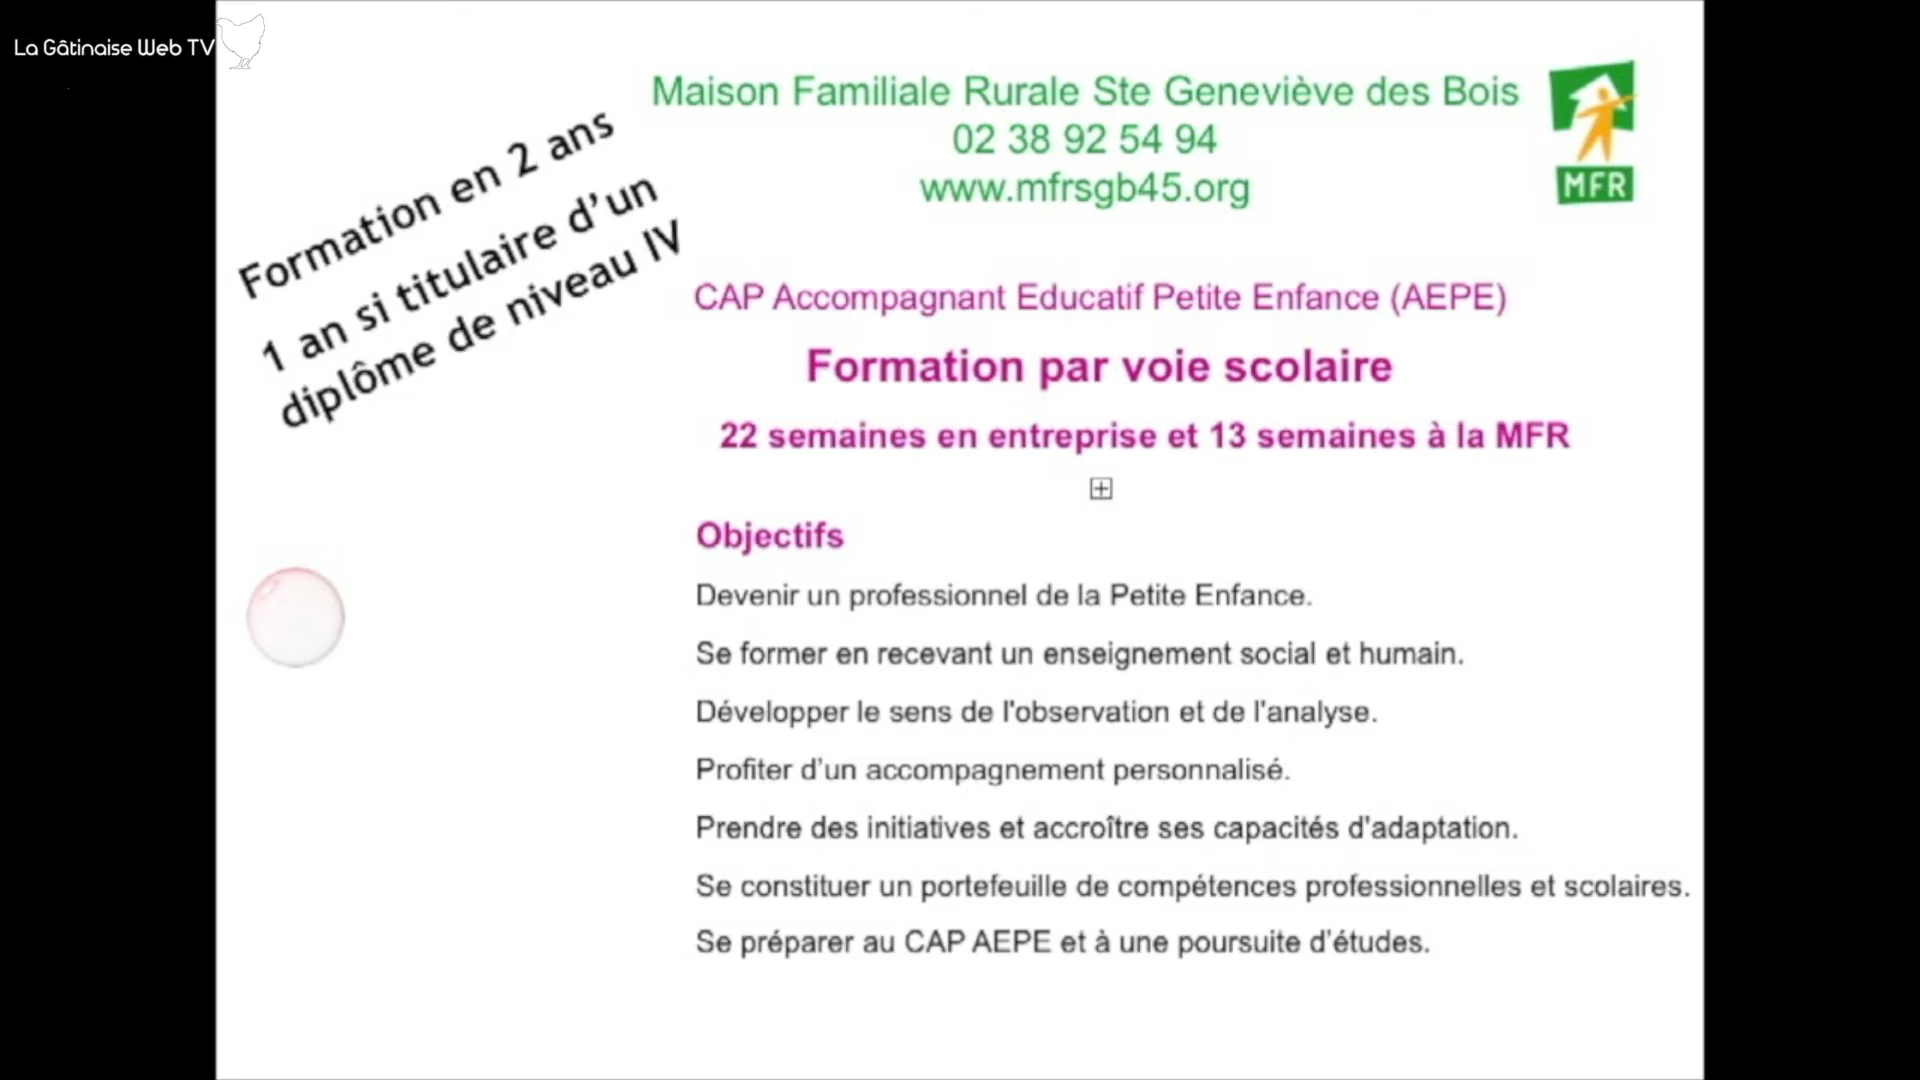 La Gâtinaise Web TV
Maison Familiale Rurale Ste Geneviève des Bois
02 38 92 54 94
www.mfrsgb45.org
MFR
Formation en 2 ans
1 an si titulaire d’un
diplôme de niveau IV
CAP Accompagnant Educatif Petite Enfance (AEPE)
Formation par voie scolaire
22 semaines en entreprise et 13 semaines à la MFR
Objectifs
Devenir un professionnel de la Petite Enfance.
Se former en recevant un enseignement social et humain.
Développer le sens de l'observation et de l'analyse.
Profiter d’un accompagnement personnalisé.
Prendre des initiatives et accroître ses capacités d'adaptation.
Se constituer un portefeuille de compétences professionnelles et scolaires.
Se préparer au CAP AEPE et à une poursuite d’études.